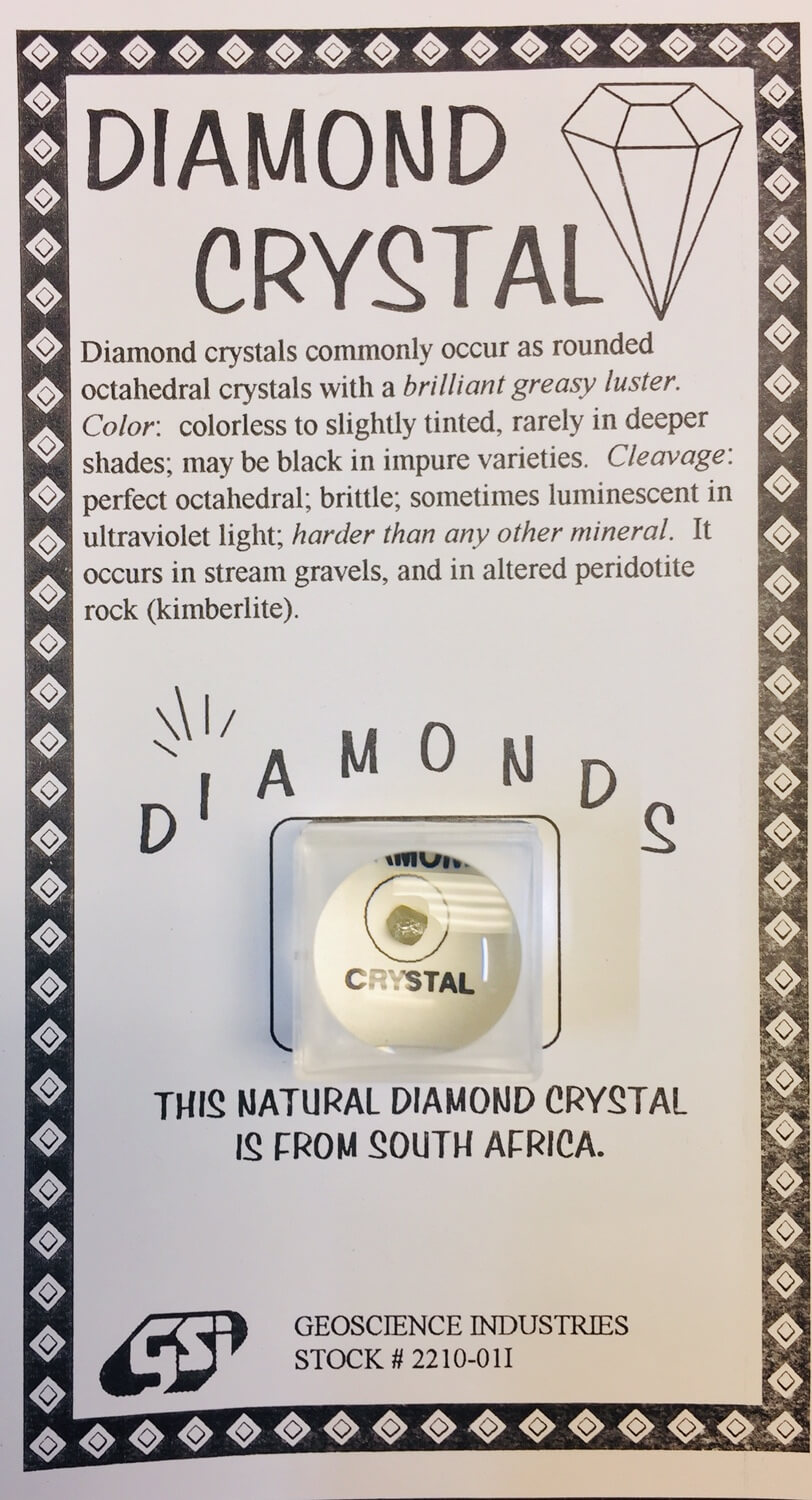 DIAMOND
CRYSTAL
Diamond crystals commonly occur as rounded
octahedral crystals with a brilliant greasy luster.
Color: colorless to slightly tinted, rarely in deeper
shades; may be black in impure varieties. Cleavage:
perfect octahedral; brittle; sometimes luminescent in
ultraviolet light; harder than any other mineral. It
occurs in stream gravels, and in altered peridotite
rock (kimberlite).
DIAMONDS
CRYSTAL
THIS NATURAL DIAMOND CRYSTAL
IS FROM SOUTH AFRICA.
GSi
GEOSCIENCE INDUSTRIES
STOCK # 2210-01I